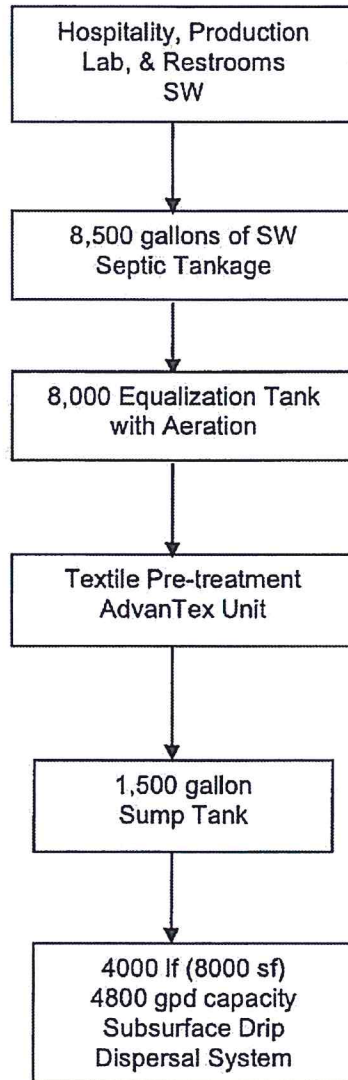 Hospitality, Production
Lab, & Restrooms
SW
8,500 gallons of SW
Septic Tankage
8,000 Equalization Tank
with Aeration
Textile Pre-treatment
AdvanTex Unit
1,500 gallon
Sump Tank
4000 lf (8000 sf)
4800 gpd capacity
Subsurface Drip
Dispersal System